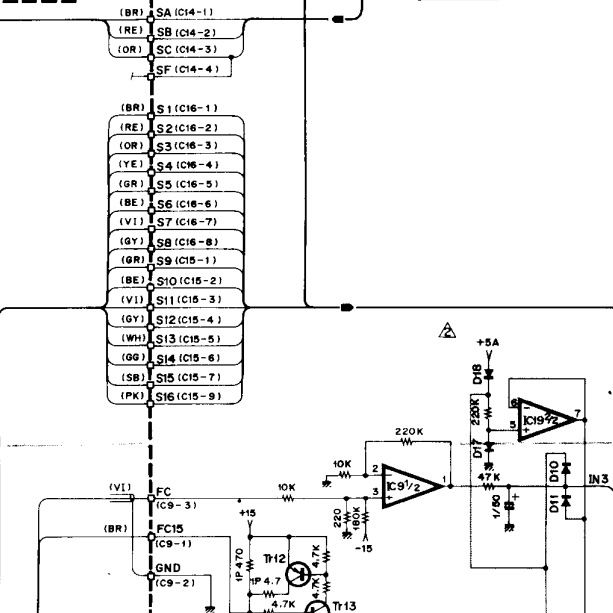 (BR) SA (C14-1)
(RE) SB (C14-2)
(OR) SC (C14-3)
SF (C14-4)
(BR) S1 (C16-1)
(RE) S2 (C16-2)
(OR) S3 (C16-3)
(YE) S4 (C16-4)
(GR) S5 (C16-5)
(BE) S6 (C16-6)
(VI) S7 (C16-7)
(GY) S8 (C16-8)
(GR) S9 (C15-1)
(BE) S10 (C15-2)
(VI) S11 (C15-3)
(GY) S12 (C15-4)
(WH) S13 (C15-5)
(GG) S14 (C15-6)
(SB) S15 (C15-7)
(PK) S16 (C15-9)
2
+5A
D18
220K
6
-
IC19 2/2
7
5
+
D17
220K
10K
2
-
IC9 1/2
1
3
+
47K
D10
IN3
D11
1/50
+
(VI) FC
(C9-3)
10K
220
180K
-15
+15
(BR) FC15
(C9-1)
1P 470
Tr12
4.7K
GND
(C9-2)
1P 4.7
4.7K
4.7K
Tr13